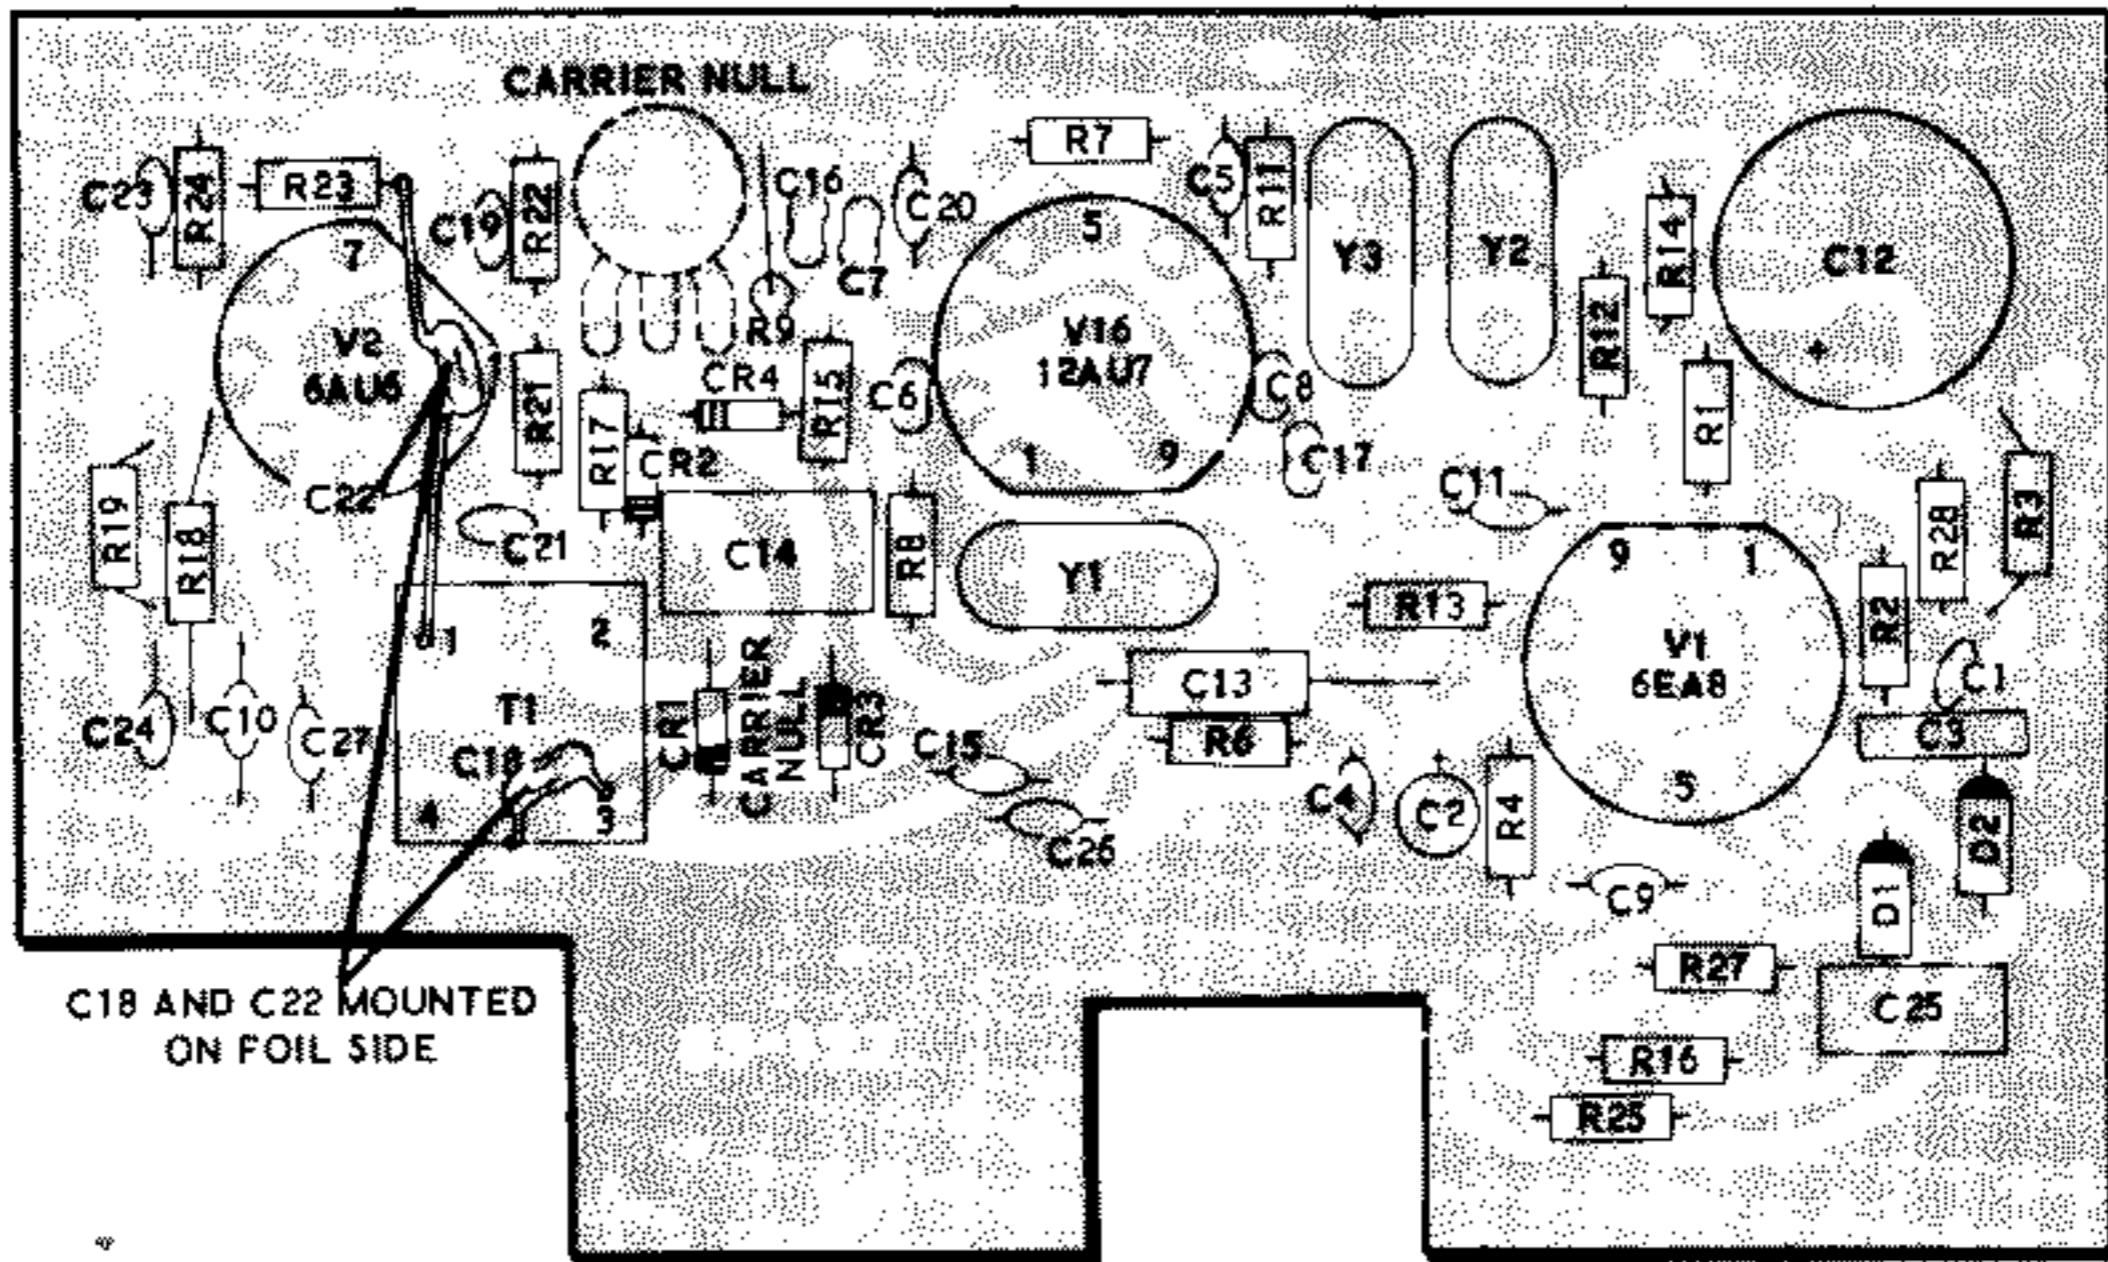 CARRIER NULL
C23
R24
R23
C19
R22
C16
C7
C20
R7
C5
R11
Y3
Y2
R14
C12
+
7
V2
6AU6
1
R9
5
V16
12AU7
1
9
C8
C17
R12
R1
R21
R17
CR4
CR2
R15
C6
C11
R28
R3
R19
R18
C22
C21
C14
R8
Y1
R13
9
1
V1
6EA8
5
R2
C1
C3
1
2
T1
C18
4
3
C24
C10
C27
CR1
CARRIER
NULL
CR3
C15
C26
C13
R6
C4
C2
R4
C9
D1
D2
R27
C25
R16
R25
C18 AND C22 MOUNTED
ON FOIL SIDE